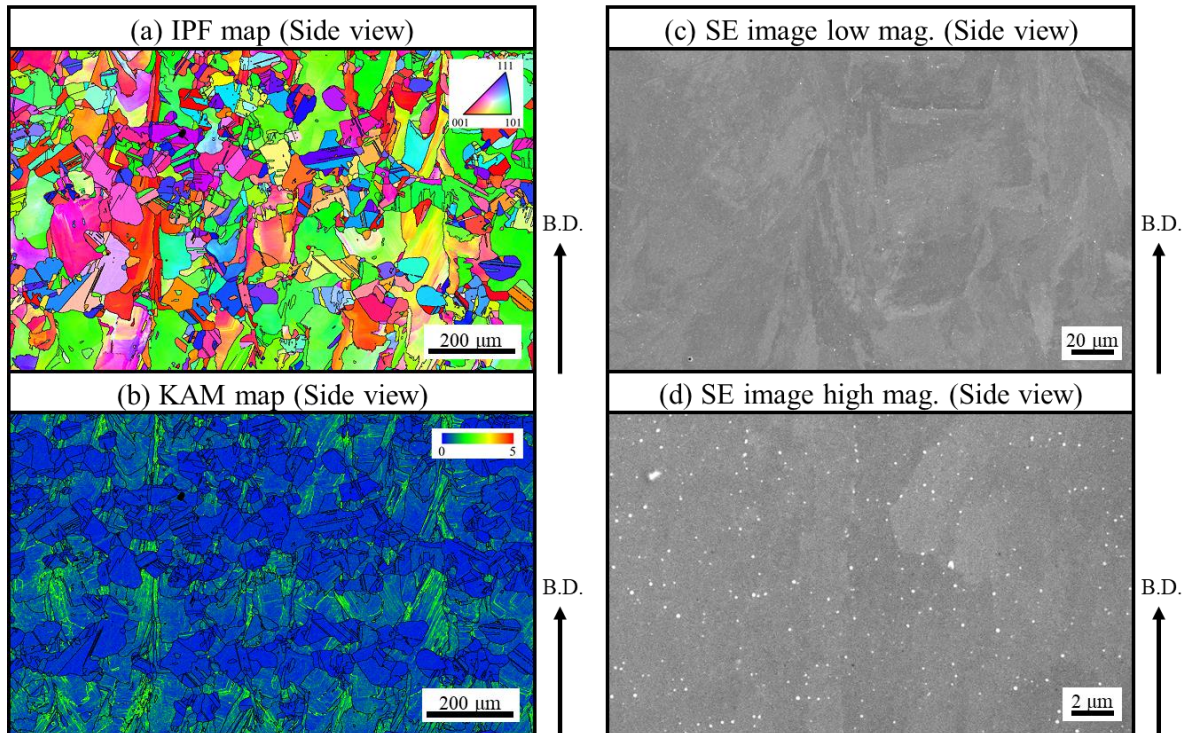 (a) IPF map (Side view)
111
001
101
200 μm
B.D.
(b) KAM map (Side view)
0
5
200 μm
B.D.
(c) SE image low mag. (Side view)
20 μm
B.D.
(d) SE image high mag. (Side view)
2 μm
B.D.